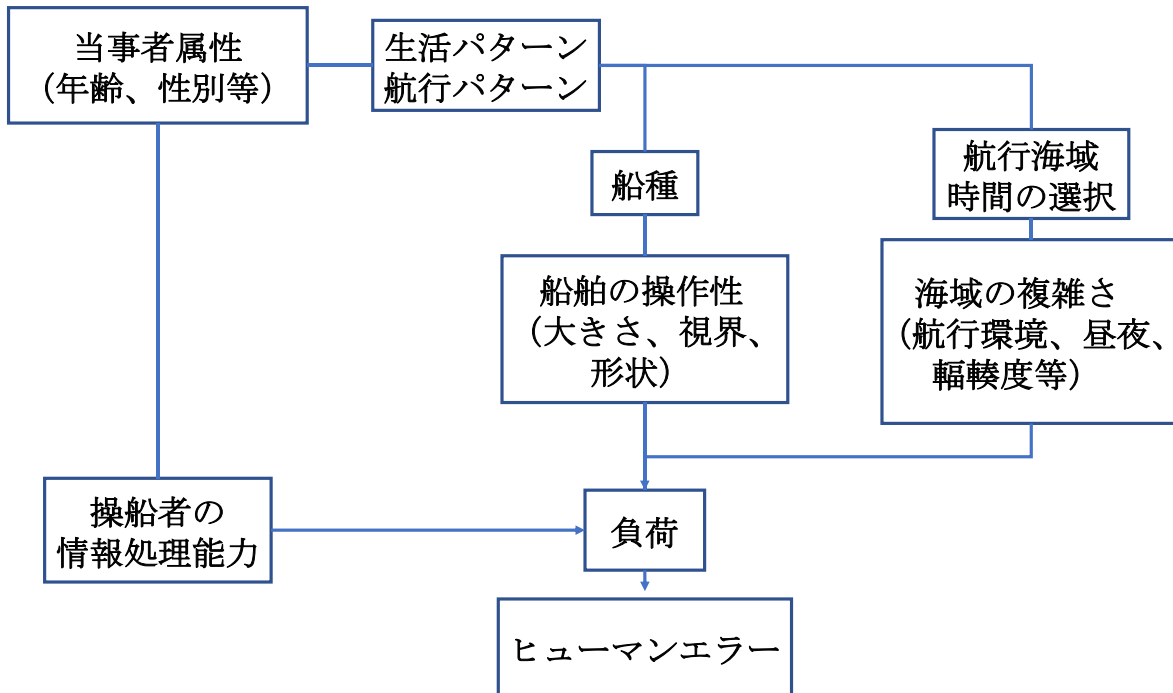 当事者属性
（年齢、性別等）
生活パターン
航行パターン
船種
航行海域
時間の選択
船舶の操作性
（大きさ、視界、
形状）
海域の複雑さ
（航行環境、昼夜、
輻輳度等）
操船者の
情報処理能力
負荷
ヒューマンエラー